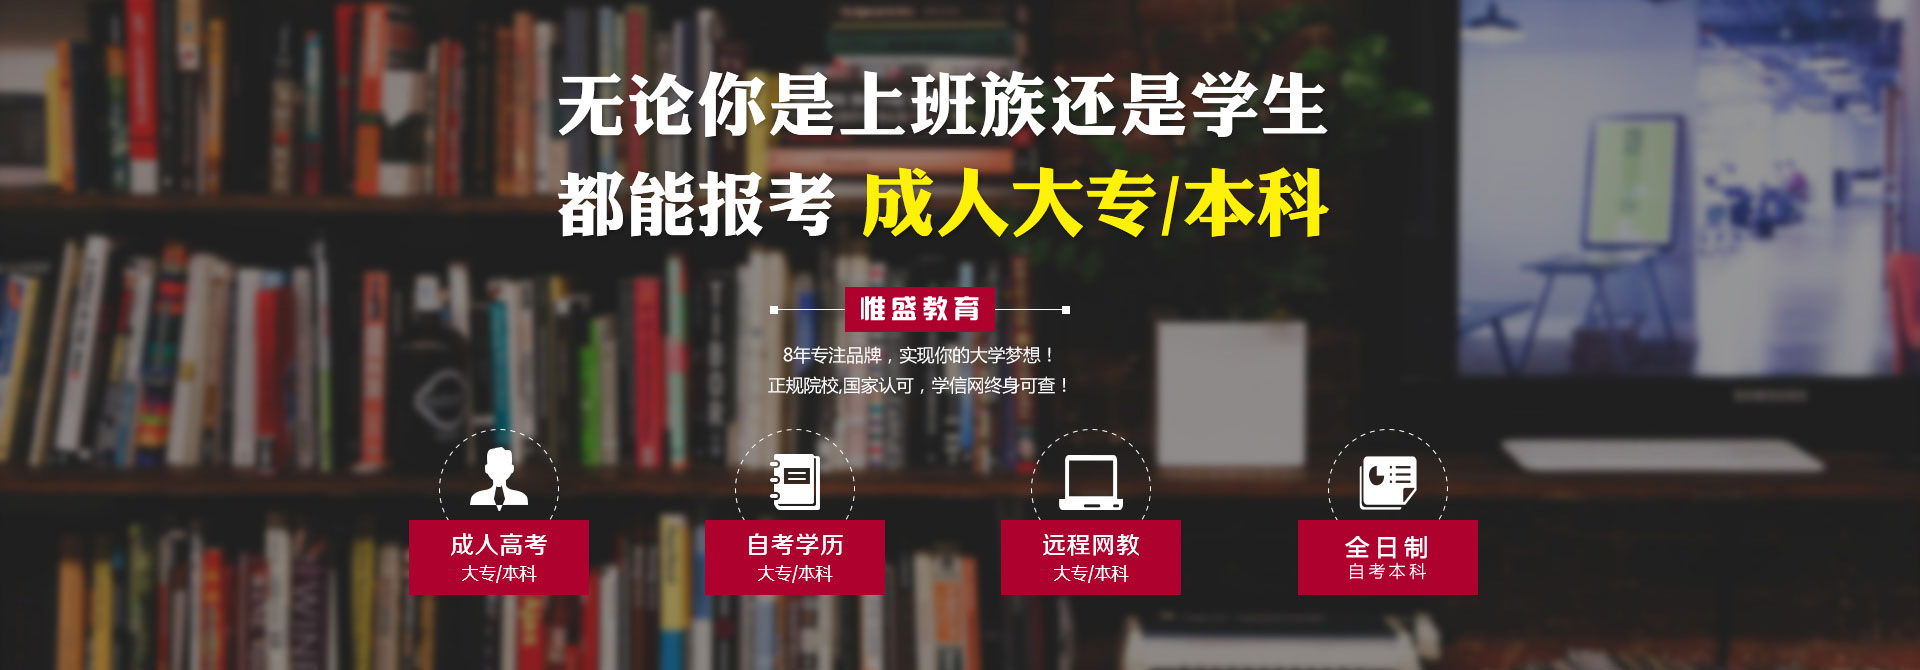 无论你是上班族还是学生
都能报考 成人大专/本科
惟盛教育
8年专注品牌，实现你的大学梦想！
正规院校,国家认可，学信网终身可查！
成人高考
大专/本科
自考学历
大专/本科
远程网教
大专/本科
全日制
自考本科